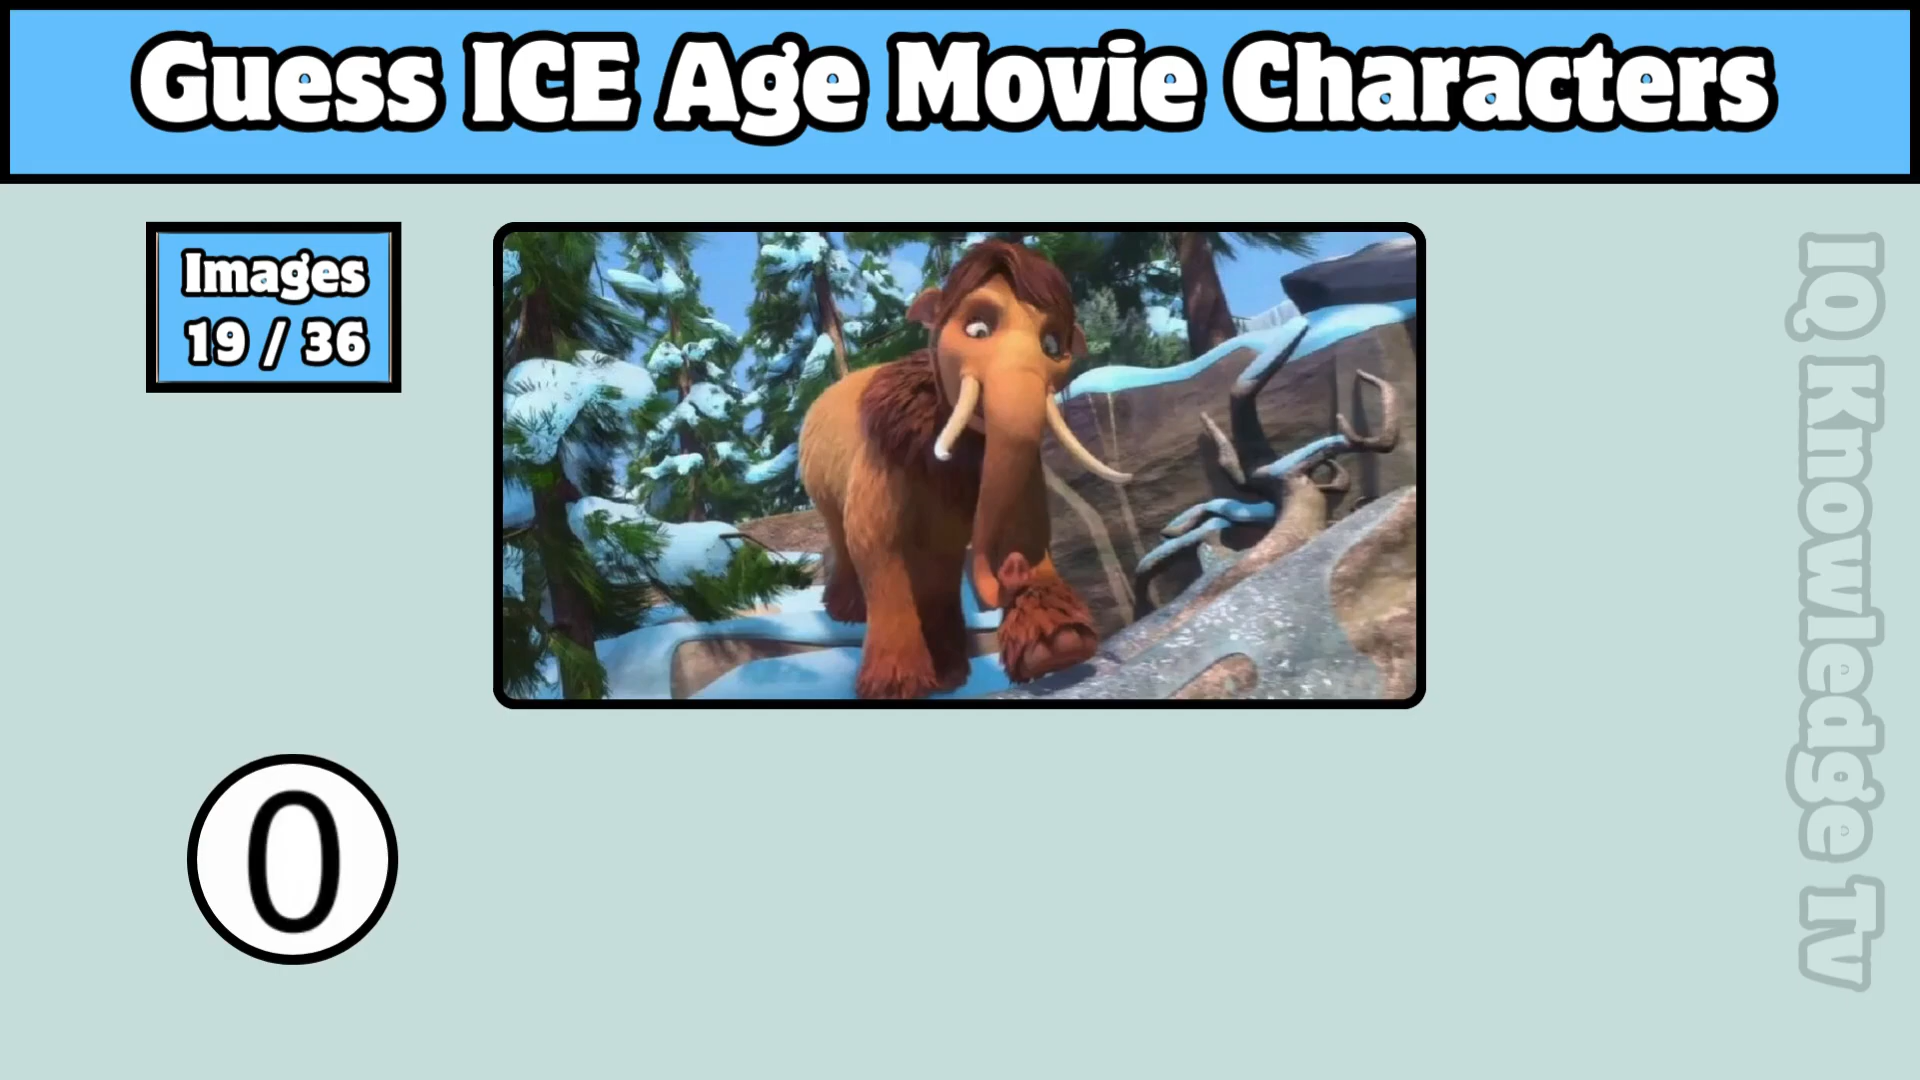 Guess ICE Age Movie Characters
Images
19 / 36
IQ Knowledge Tv
0